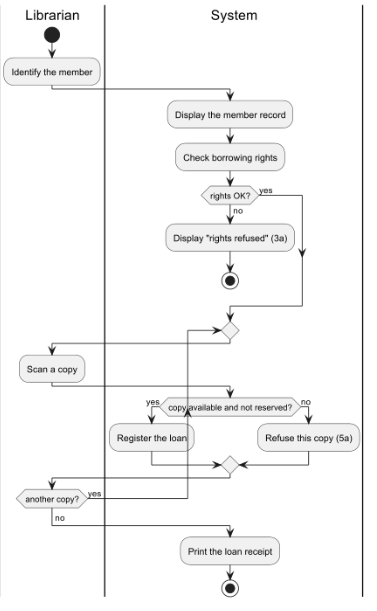 Librarian
System
Identify the member
Display the member record
Check borrowing rights
rights OK?
yes
no
Display "rights refused" (3a)
Scan a copy
yes
copy available and not reserved?
no
Register the loan
Refuse this copy (5a)
another copy?
yes
no
Print the loan receipt